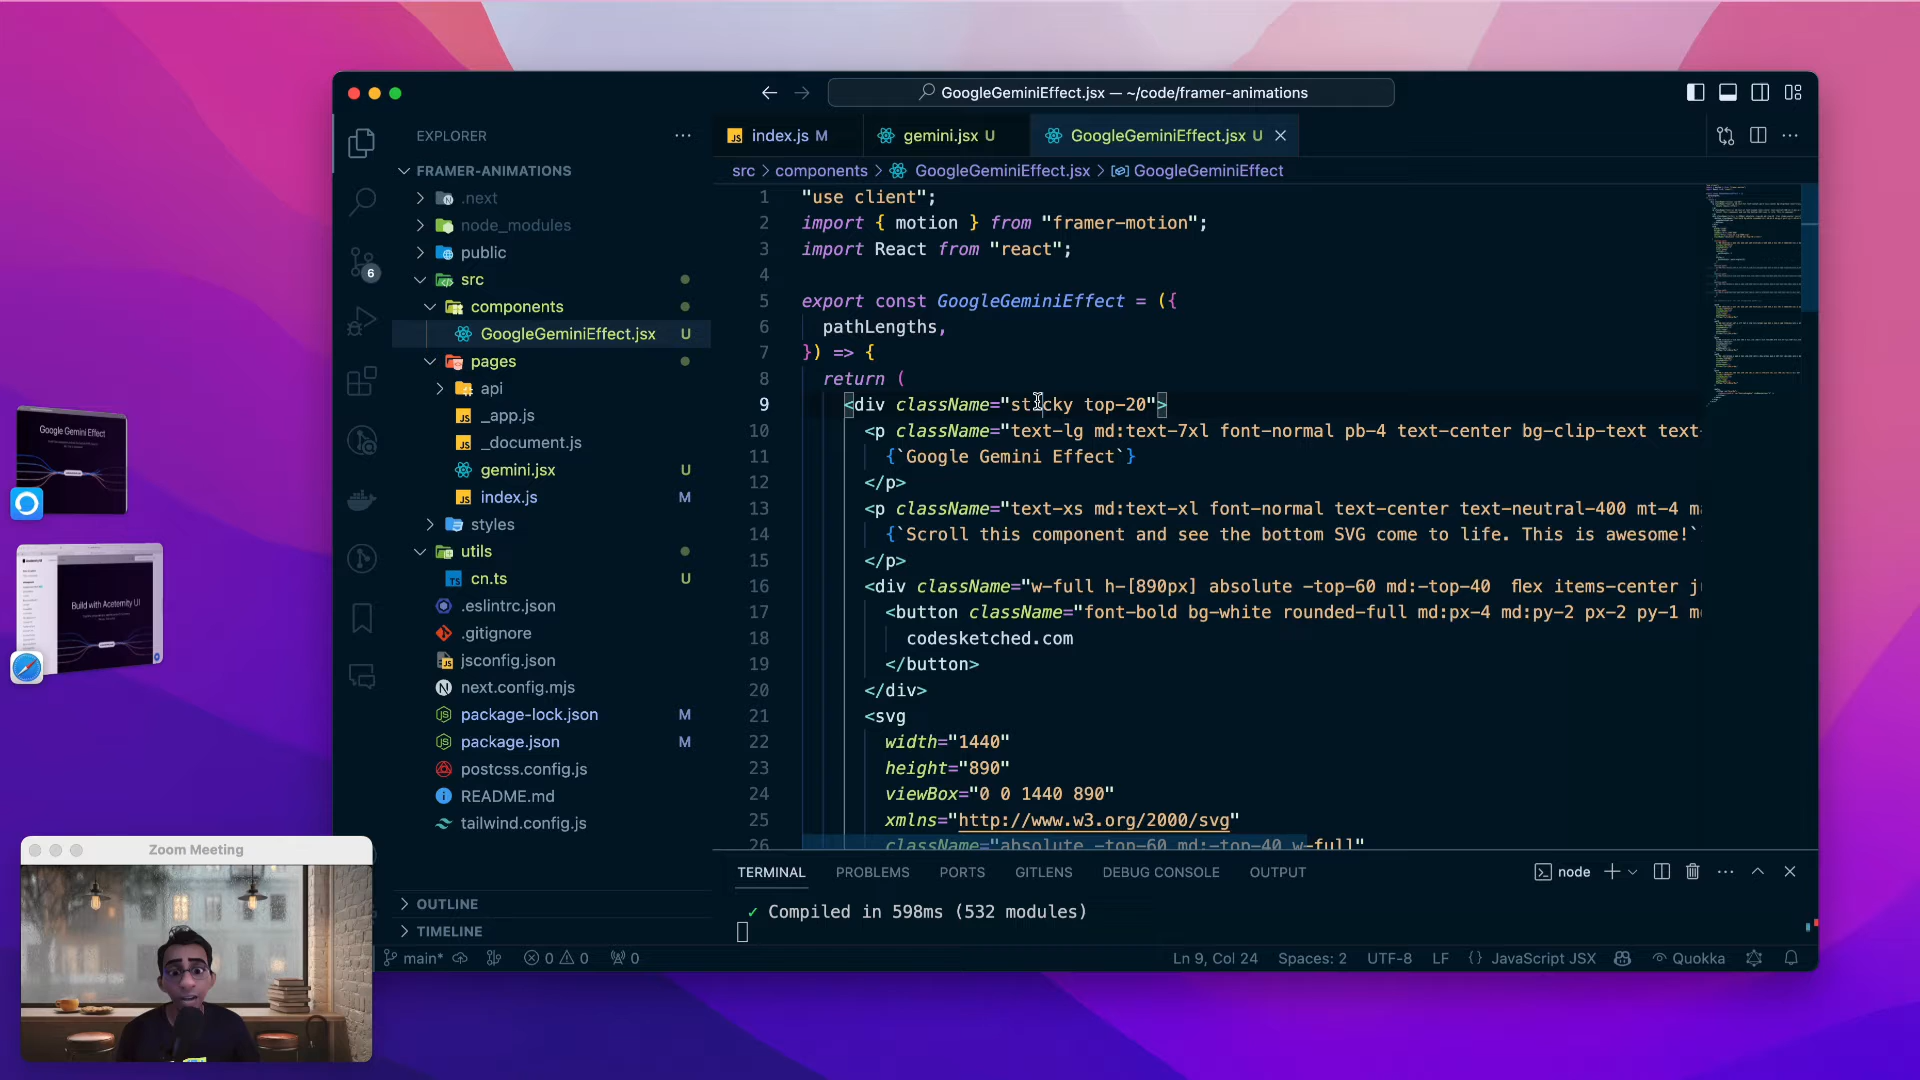 GoogleGeminiEffect.jsx — ~/code/framer-animations
EXPLORER
FRAMER-ANIMATIONS
.next
node_modules
public
src
components
GoogleGeminiEffect.jsx U
pages
api
_app.js
_document.js
gemini.jsx U
index.js M
styles
utils
cn.ts U
.eslintrc.json
.gitignore
jsconfig.json
next.config.mjs
package-lock.json M
package.json M
postcss.config.js
README.md
tailwind.config.js
OUTLINE
TIMELINE
6
index.js M
gemini.jsx U
GoogleGeminiEffect.jsx U
src > components > GoogleGeminiEffect.jsx > GoogleGeminiEffect
1 "use client";
2 import { motion } from "framer-motion";
3 import React from "react";
4
5 export const GoogleGeminiEffect = ({
6 pathLengths,
7 }) => {
8 return (
9 <div className="sticky top-20">
10 <p className="text-lg md:text-7xl font-normal pb-4 text-center bg-clip-text text-
11 {`Google Gemini Effect`}
12 </p>
13 <p className="text-xs md:text-xl font-normal text-center text-neutral-400 mt-4 m
14 {`Scroll this component and see the bottom SVG come to life. This is awesome!`
15 </p>
16 <div className="w-full h-[890px] absolute -top-60 md:-top-40  flex items-center j
17 <button className="font-bold bg-white rounded-full md:px-4 md:py-2 px-2 py-1 m
18 codesketched.com
19 </button>
20 </div>
21 <svg
22 width="1440"
23 height="890"
24 viewBox="0 0 1440 890"
25 xmlns="http://www.w3.org/2000/svg"
26 className="absolute -top-60 md:-top-40 w-full"
TERMINAL PROBLEMS PORTS GITLENS DEBUG CONSOLE OUTPUT
node
✓ Compiled in 598ms (532 modules)
main* 0 0 0
Ln 9, Col 24 Spaces: 2 UTF-8 LF {} JavaScript JSX Quokka
Google Gemini Effect
Build with Aceternity UI
Zoom Meeting